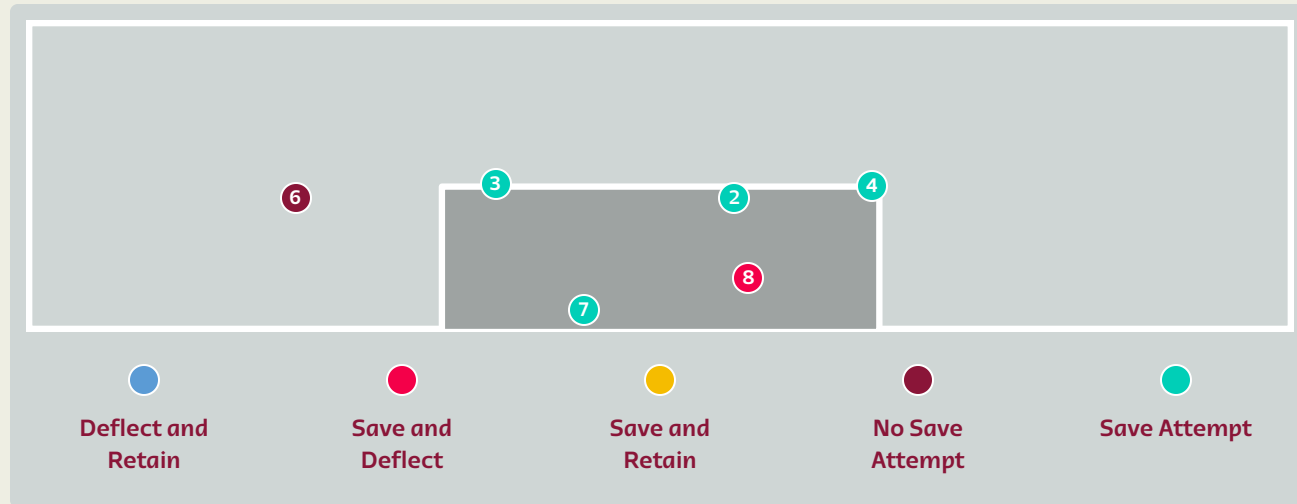 3
4
6
2
8
7
Deflect and
Retain
Save and
Deflect
Save and
Retain
No Save
Attempt
Save Attempt